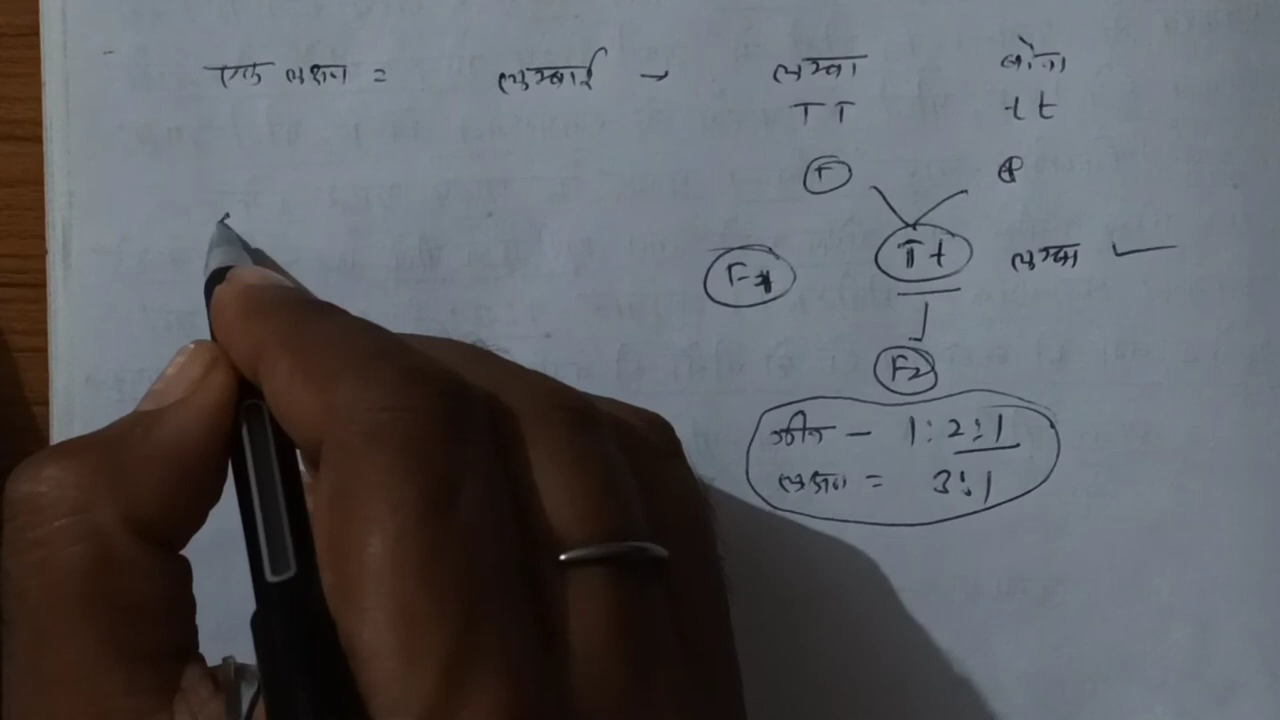 एक लक्षण = लम्बाई → लम्बा बौना
TT tt
T t
F1 Tt लम्बा ✓
F2
जीन - 1:2:1
लक्षण = 3:1